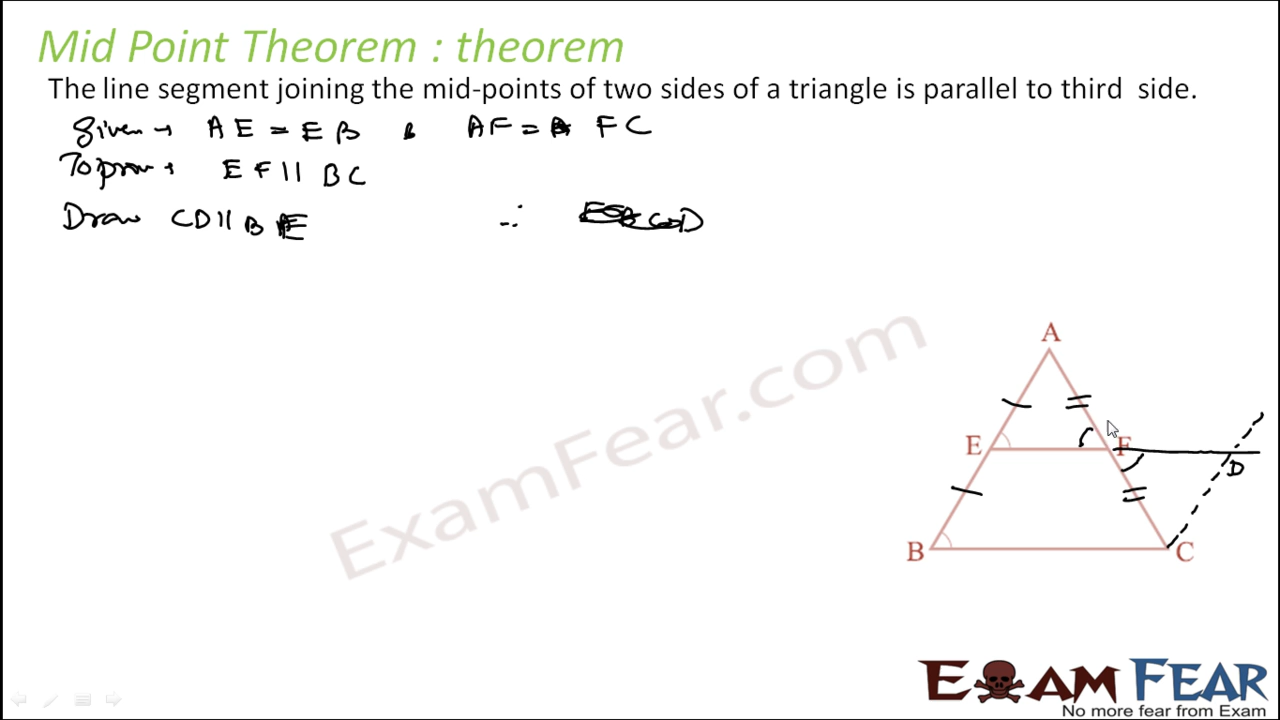 Mid Point Theorem : theorem
The line segment joining the mid-points of two sides of a triangle is parallel to third side.
Given → AE = EB & AF = FC
To prove → EF || BC
Draw CD || BE ∴
A
E F
D
B C
ExamFear.com
EXAM FEAR
No more fear from Exam